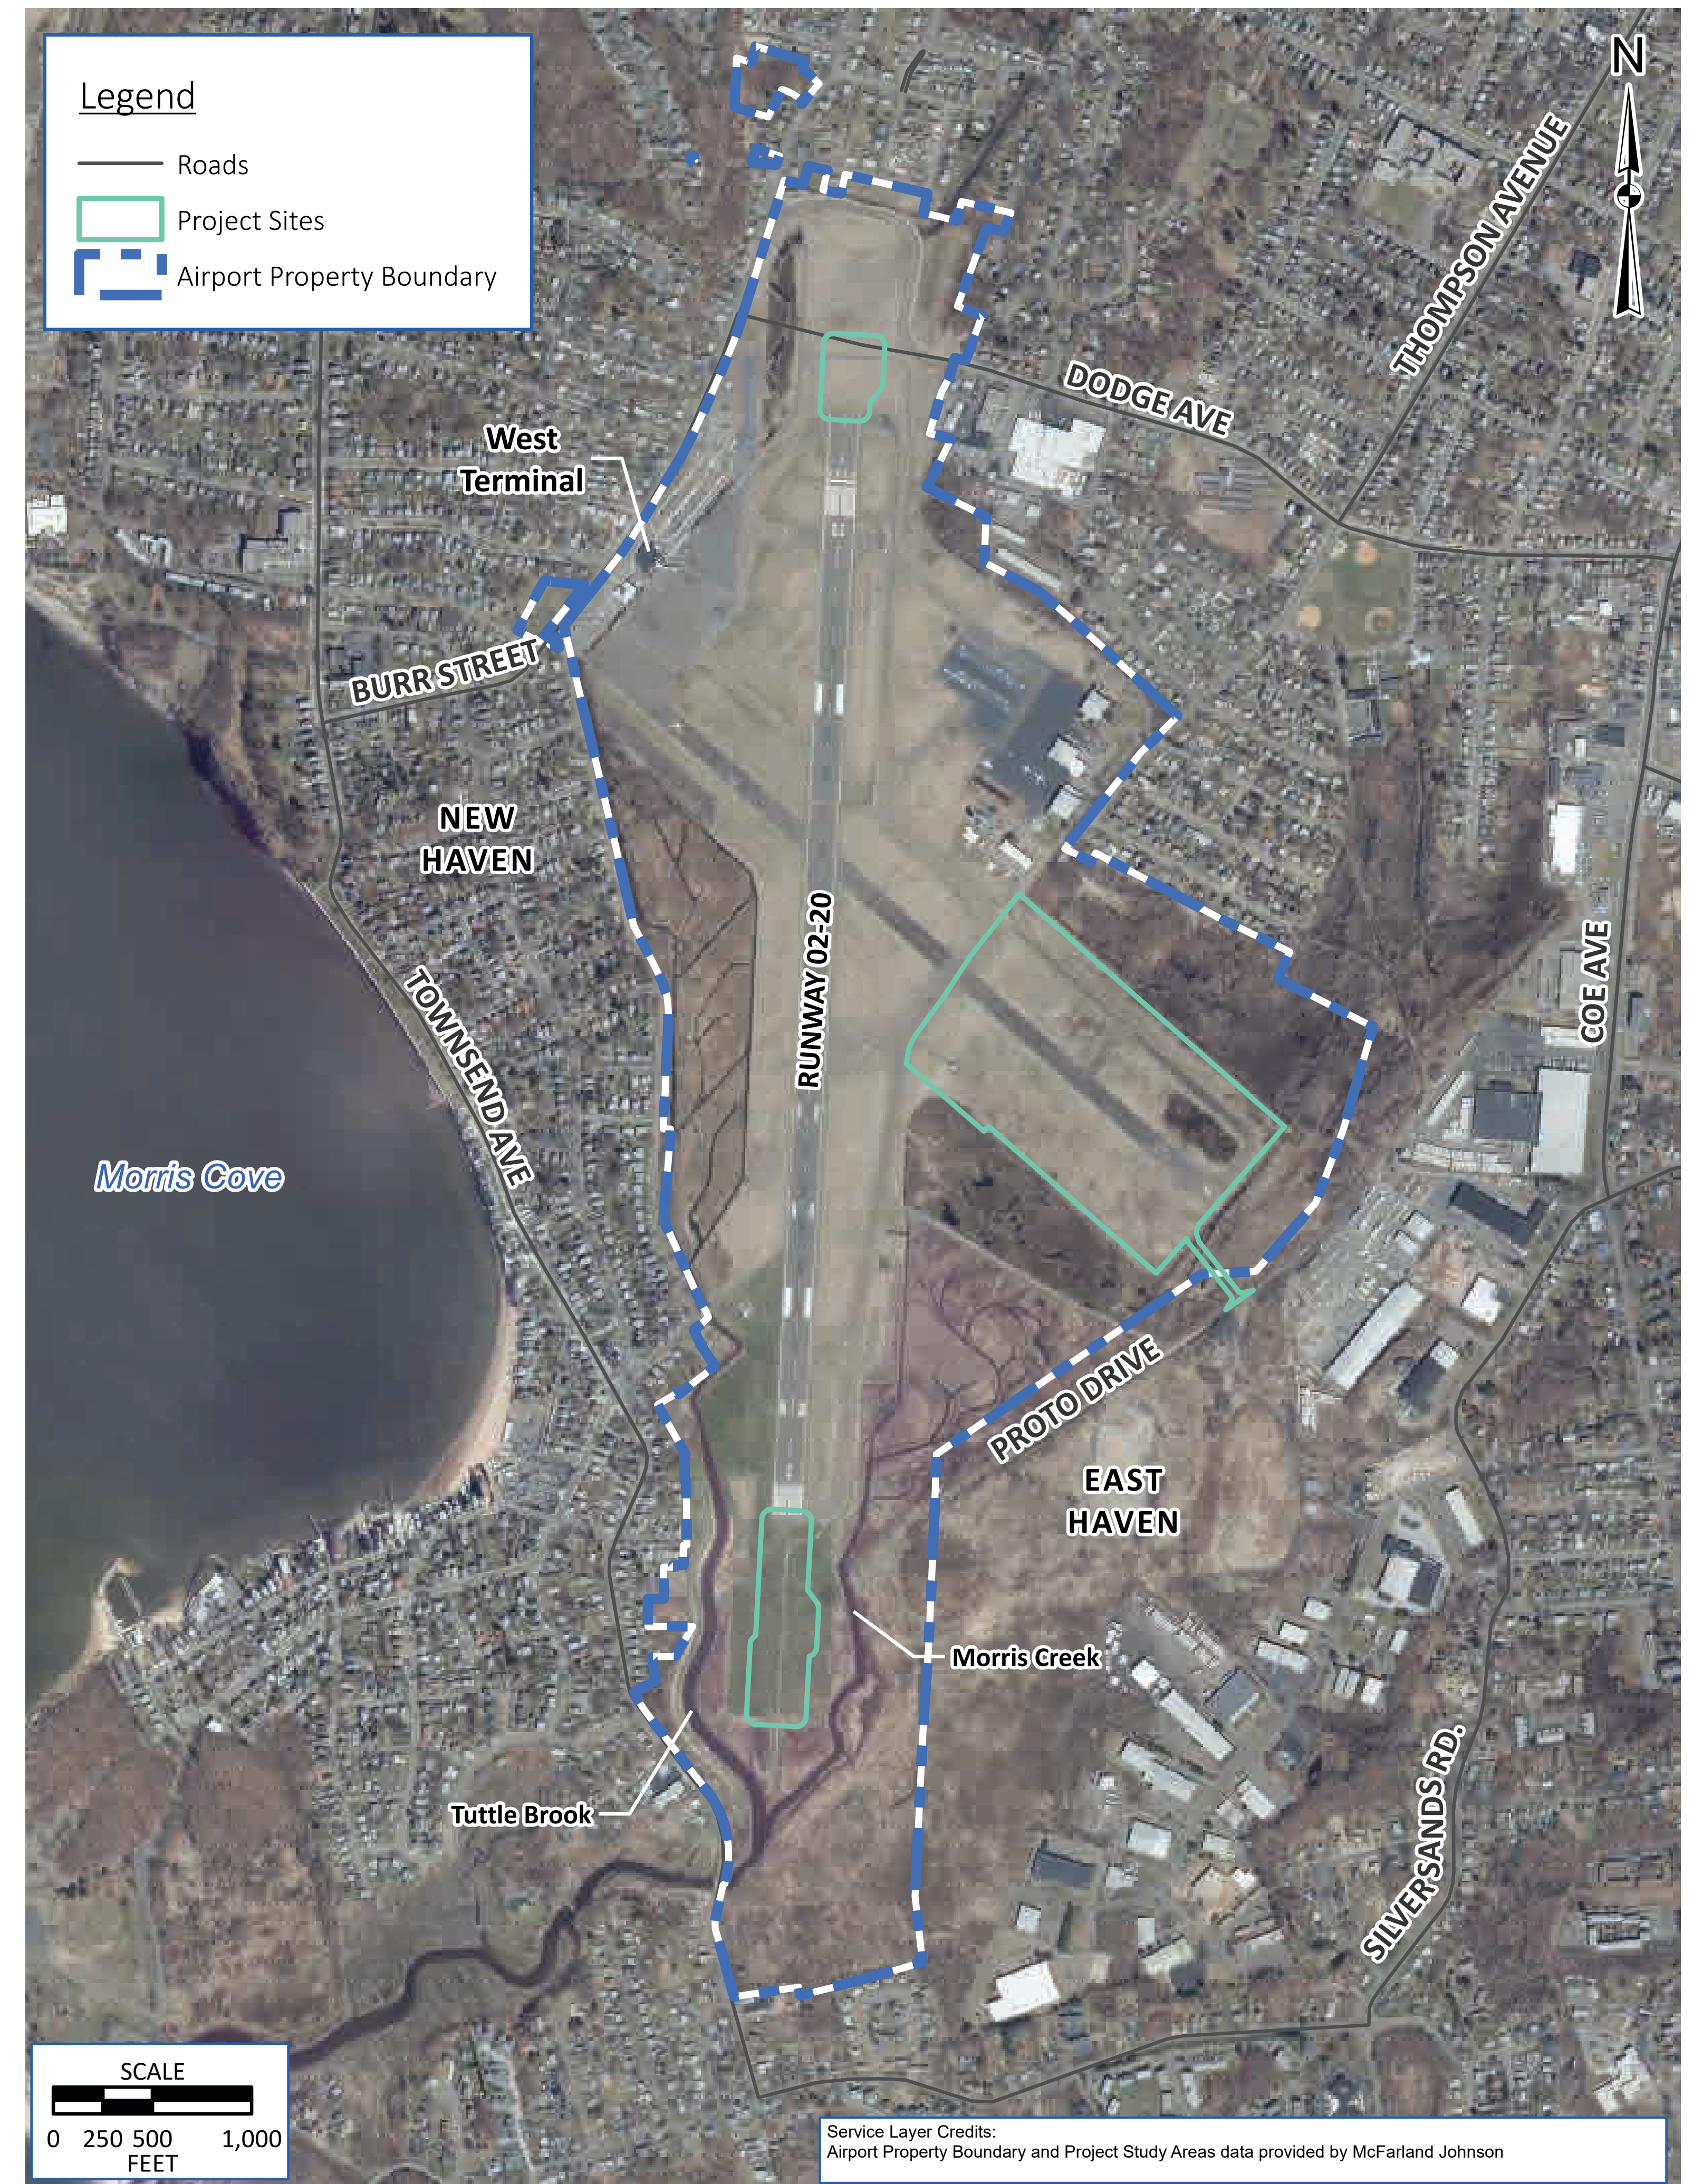 Legend
Roads
Project Sites
Airport Property Boundary
N
THOMPSON AVENUE
DODGE AVE
West
Terminal
BURR STREET
NEW
HAVEN
RUNWAY 02-20
COE AVE
TOWNSEND AVE
Morris Cove
PROTO DRIVE
EAST
HAVEN
Morris Creek
Tuttle Brook
SILVERSANDS RD.
SCALE
0 250 500 1,000
FEET
Service Layer Credits:
Airport Property Boundary and Project Study Areas data provided by McFarland Johnson